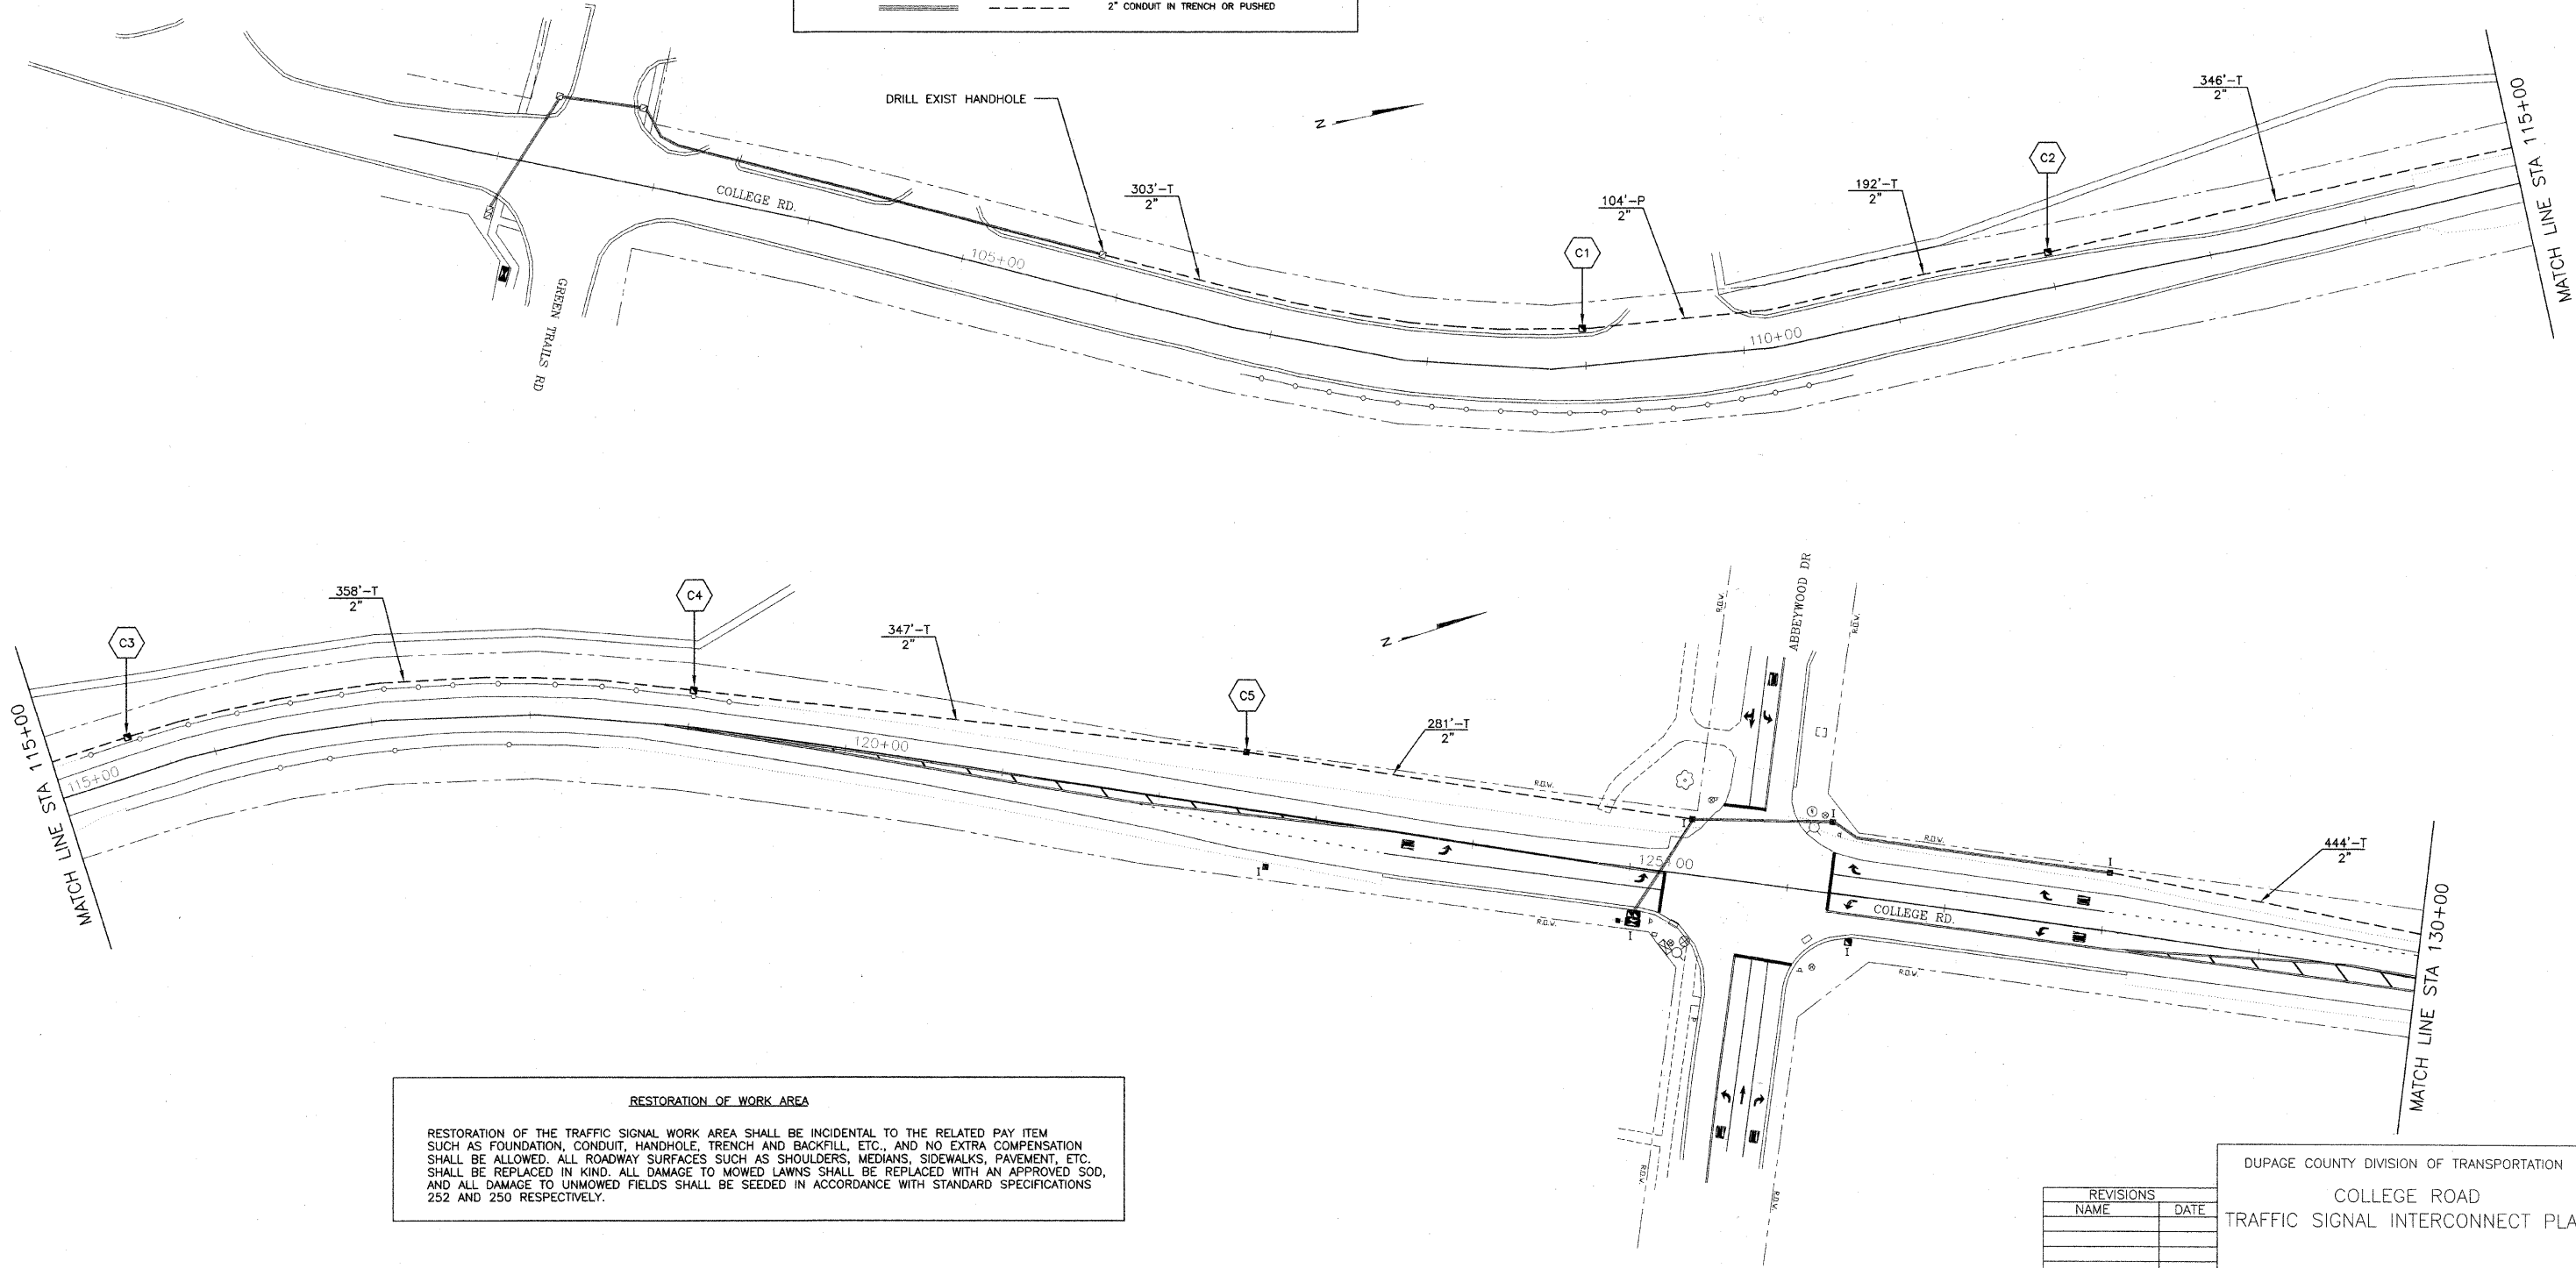 2" CONDUIT IN TRENCH OR PUSHED
DRILL EXIST HANDHOLE
N
346'-T
2"
MATCH LINE STA 115+00
C2
COLLEGE RD.
303'-T
2"
192'-T
2"
104'-P
2"
C1
105+00
110+00
GREEN TRAILS RD
358'-T
2"
C4
C3
347'-T
2"
N
ABBEYWOOD DR
R.O.W.
R.O.W.
C5
281'-T
2"
MATCH LINE STA 115+00
115+00
120+00
R.O.W.
I
I
R.O.W.
I
444'-T
2"
125+00
I
COLLEGE RD.
R.O.W.
I
I
R.O.W.
MATCH LINE STA 130+00
R.O.W.
R.O.W.
RESTORATION OF WORK AREA
RESTORATION OF THE TRAFFIC SIGNAL WORK AREA SHALL BE INCIDENTAL TO THE RELATED PAY ITEM
SUCH AS FOUNDATION, CONDUIT, HANDHOLE, TRENCH AND BACKFILL, ETC., AND NO EXTRA COMPENSATION
SHALL BE ALLOWED. ALL ROADWAY SURFACES SUCH AS SHOULDERS, MEDIANS, SIDEWALKS, PAVEMENT, ETC.
SHALL BE REPLACED IN KIND. ALL DAMAGE TO MOWED LAWNS SHALL BE REPLACED WITH AN APPROVED SOD,
AND ALL DAMAGE TO UNMOWED FIELDS SHALL BE SEEDED IN ACCORDANCE WITH STANDARD SPECIFICATIONS
252 AND 250 RESPECTIVELY.
DUPAGE COUNTY DIVISION OF TRANSPORTATION
COLLEGE ROAD
TRAFFIC SIGNAL INTERCONNECT PLA
REVISIONS
NAME DATE